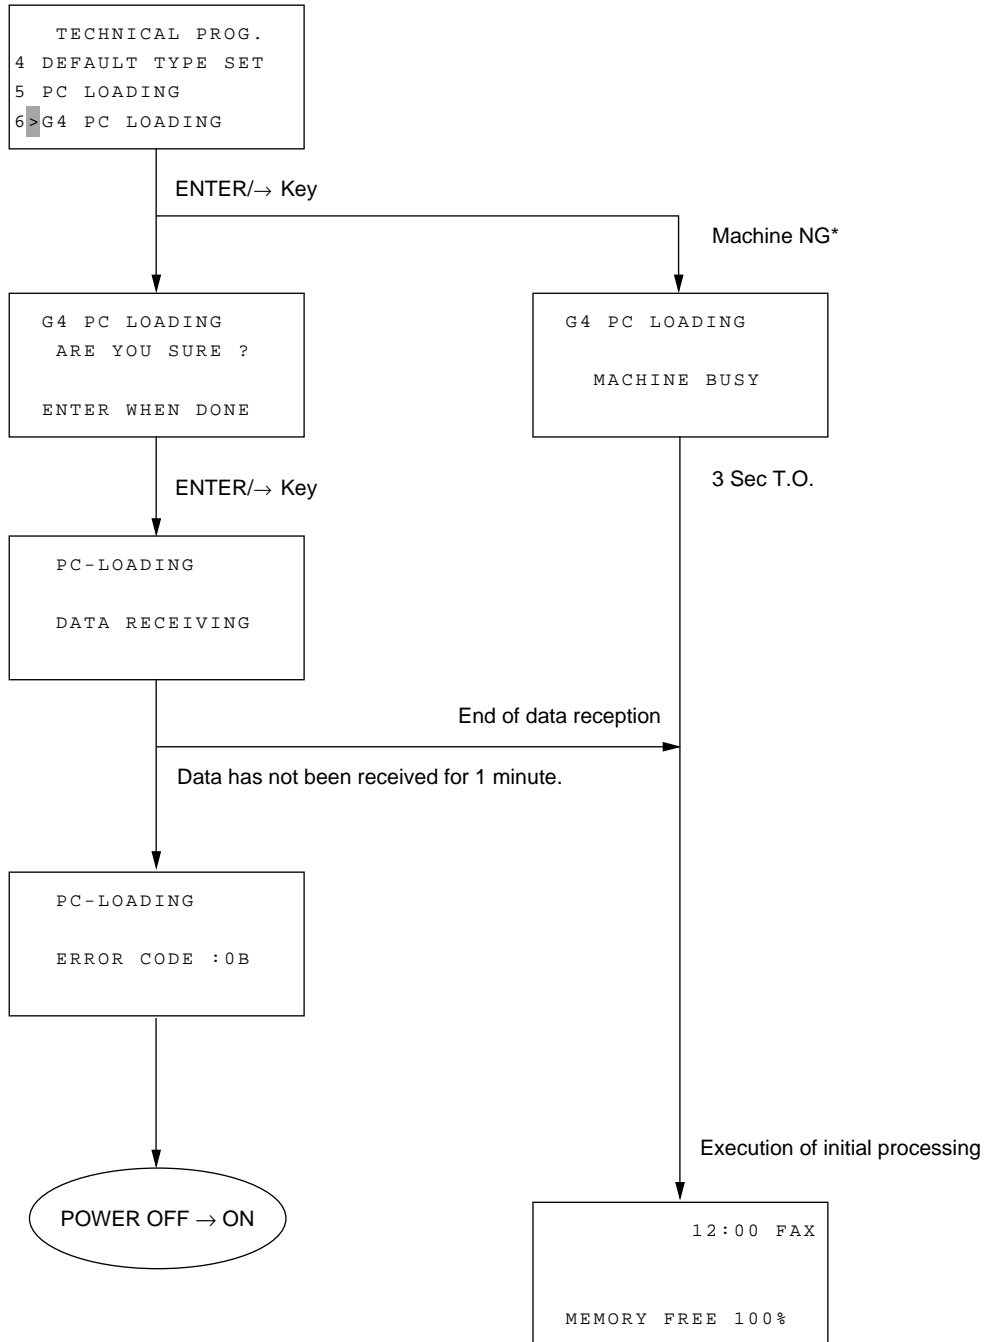 TECHNICAL PROG.
4 DEFAULT TYPE SET
5 PC LOADING
6>G4 PC LOADING
ENTER/→ Key
Machine NG*
G4 PC LOADING
ARE YOU SURE ?
ENTER WHEN DONE
G4 PC LOADING
MACHINE BUSY
ENTER/→ Key
3 Sec T.O.
PC-LOADING
DATA RECEIVING
End of data reception
Data has not been received for 1 minute.
PC-LOADING
ERROR CODE :0B
Execution of initial processing
POWER OFF → ON
12:00 FAX
MEMORY FREE 100%